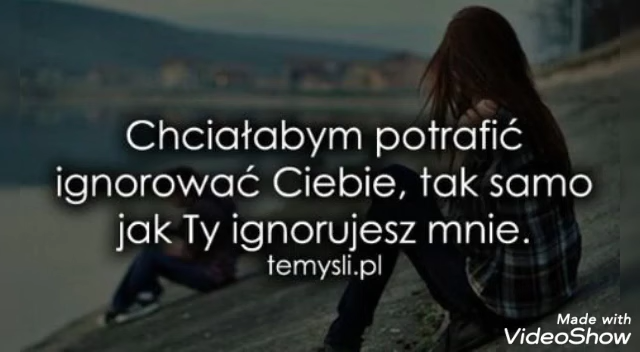 Chciałabym potrafić
ignorować Ciebie, tak samo
jak Ty ignorujesz mnie.
temysli.pl
Made with
VideoShow